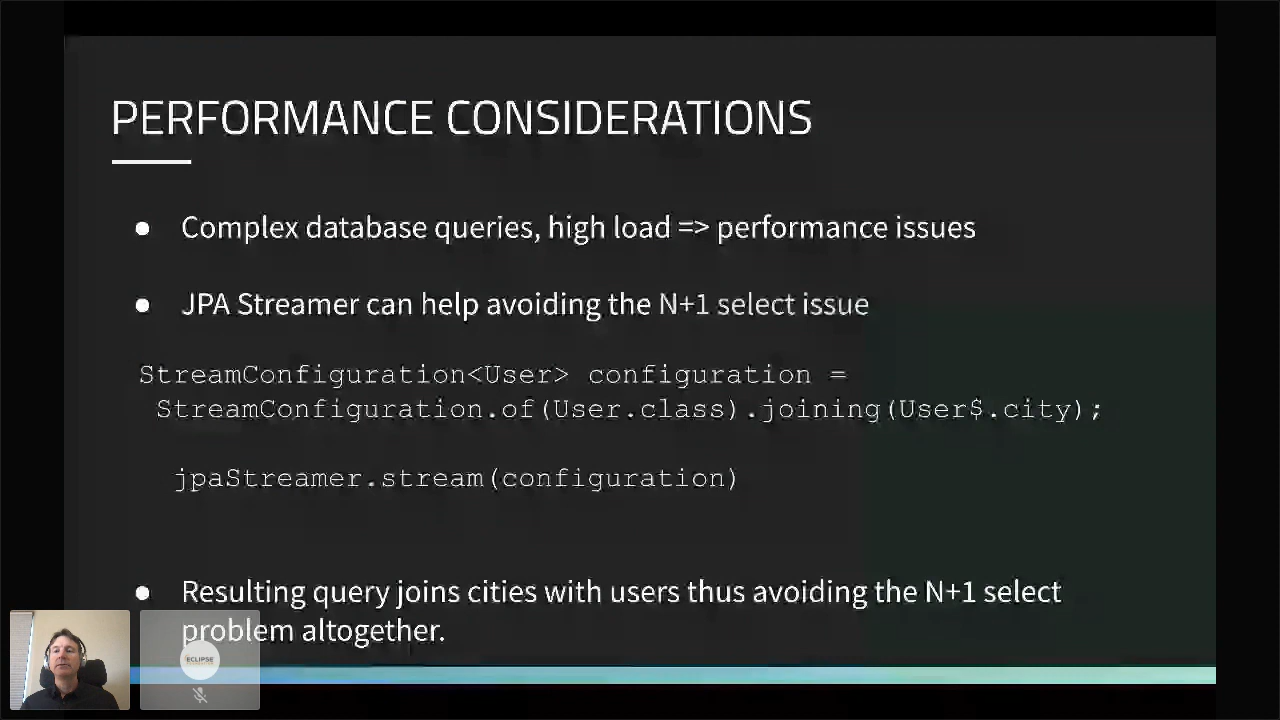 PERFORMANCE CONSIDERATIONS
● Complex database queries, high load => performance issues
● JPA Streamer can help avoiding the N+1 select issue
StreamConfiguration<User> configuration =
StreamConfiguration.of(User.class).joining(User$.city);
jpaStreamer.stream(configuration)
● Resulting query joins cities with users thus avoiding the N+1 select
problem altogether.
ECLIPSE